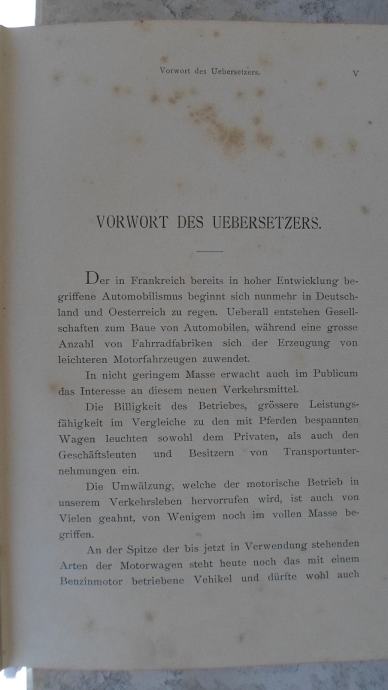 Vorwort des Uebersetzers. V
VORWORT DES UEBERSETZERS.
Der in Frankreich bereits in hoher Entwicklung be-
griffene Automobilismus beginnt sich nunmehr in Deutsch-
land und Oesterreich zu regen. Ueberall entstehen Gesell-
schaften zum Baue von Automobilen, während eine grosse
Anzahl von Fahrradfabriken sich der Erzeugung von
leichteren Motorfahrzeugen zuwendet.
In nicht geringem Masse erwacht auch im Publicum
das Interesse an diesem neuen Verkehrsmittel.
Die Billigkeit des Betriebes, grössere Leistungs-
fähigkeit im Vergleiche zu den mit Pferden bespannten
Wagen leuchten sowohl dem Privaten, als auch den
Geschäftsleuten und Besitzern von Transportunter-
nehmungen ein.
Die Umwälzung, welche der motorische Betrieb in
unserem Verkehrsleben hervorrufen wird, ist auch von
Vielen geahnt, von Wenigem noch im vollen Masse be-
griffen.
An der Spitze der bis jetzt in Verwendung stehenden
Arten der Motorwagen steht heute noch das mit einem
Benzinmotor betriebene Vehikel und dürfte wohl auch